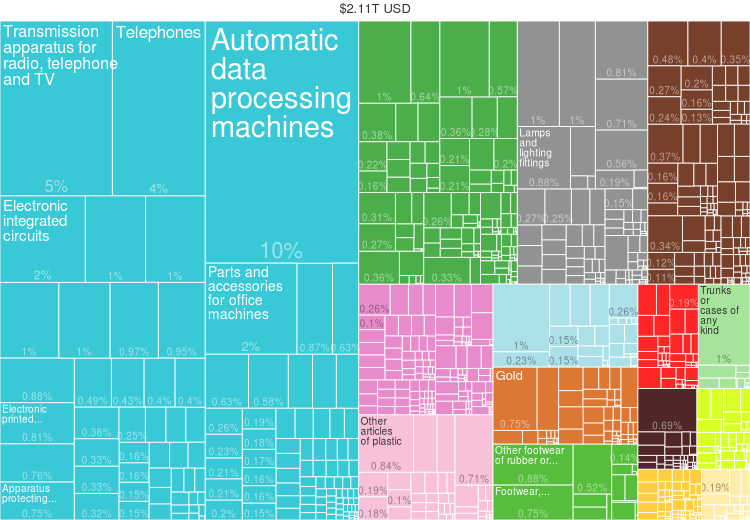 $2.11T USD
Transmission
apparatus for
radio, telephone
and TV
5%
Telephones
4%
Automatic
data
processing
machines
10%
Electronic
integrated
circuits
2%
1%
1%
Parts and
accessories
for office
machines
2%
0.87%
0.63%
1%
1%
0.97%
0.95%
0.88%
0.49%
0.43%
0.4%
0.4%
0.63%
0.58%
Electronic
printed...
0.81%
0.38%
0.25%
0.26%
0.19%
0.76%
0.33%
0.16%
0.23%
0.18%
0.17%
Apparatus
protecting...
0.75%
0.33%
0.16%
0.21%
0.16%
0.32%
0.15%
0.21%
0.16%
0.15%
0.2%
0.15%
1%
0.64%
1%
0.57%
0.38%
0.36%
0.28%
0.22%
0.21%
0.2%
0.16%
0.21%
0.31%
0.26%
0.27%
0.36%
0.33%
1%
1%
0.81%
0.71%
Lamps
and
lighting
fittings
0.88%
0.56%
0.19%
0.27%
0.25%
0.15%
0.48%
0.4%
0.35%
0.27%
0.2%
0.16%
0.24%
0.13%
0.37%
0.16%
0.16%
0.34%
0.12%
0.11%
0.26%
0.1%
Other
articles
of plastic
0.84%
0.71%
0.19%
0.1%
0.18%
1%
0.15%
0.26%
0.23%
0.15%
Gold
0.75%
Other footwear
of rubber or...
0.88%
0.14%
Footwear,...
0.75%
0.52%
0.19%
Trunks
or
cases of
any
kind
1%
0.69%
0.19%